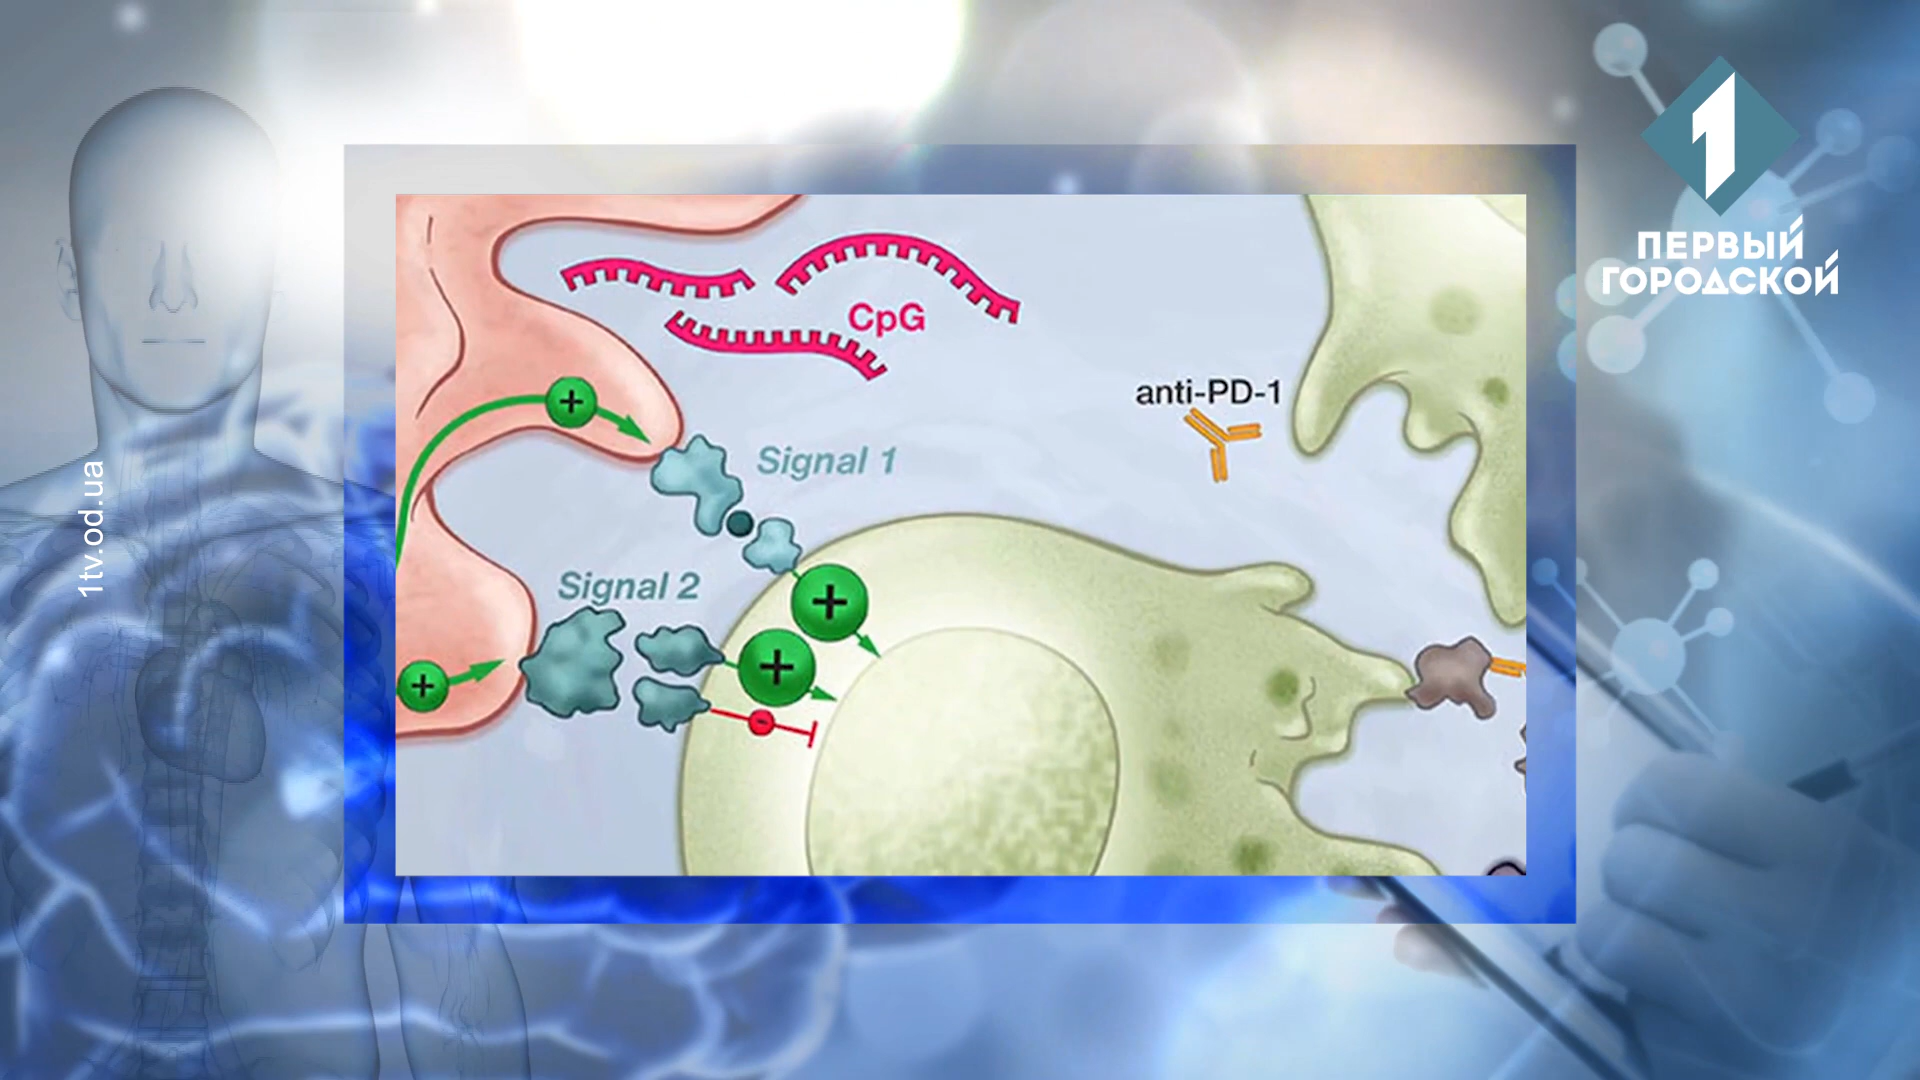 ПЕРВЫЙ
ГОРОДСКОЙ
CpG
anti-PD-1
Signal 1
Signal 2
1tv.od.ua